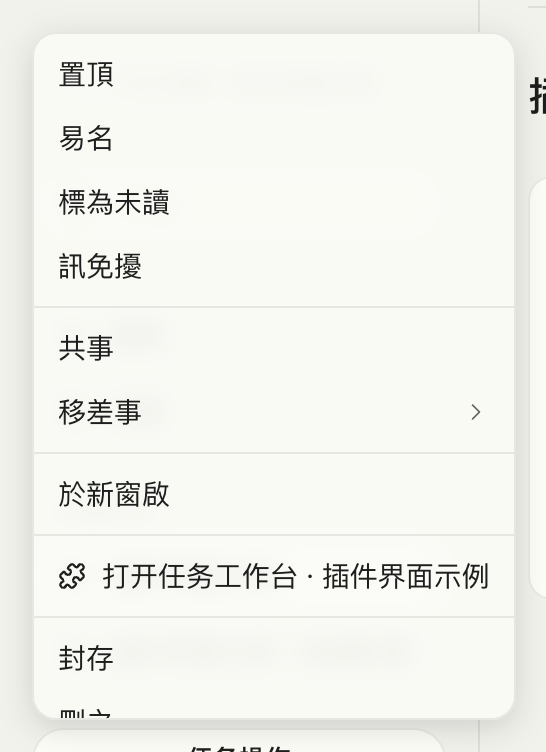 置頂
易名
標為未讀
訊免擾
共事
移差事
於新窗啟
打开任务工作台 · 插件界面示例
封存